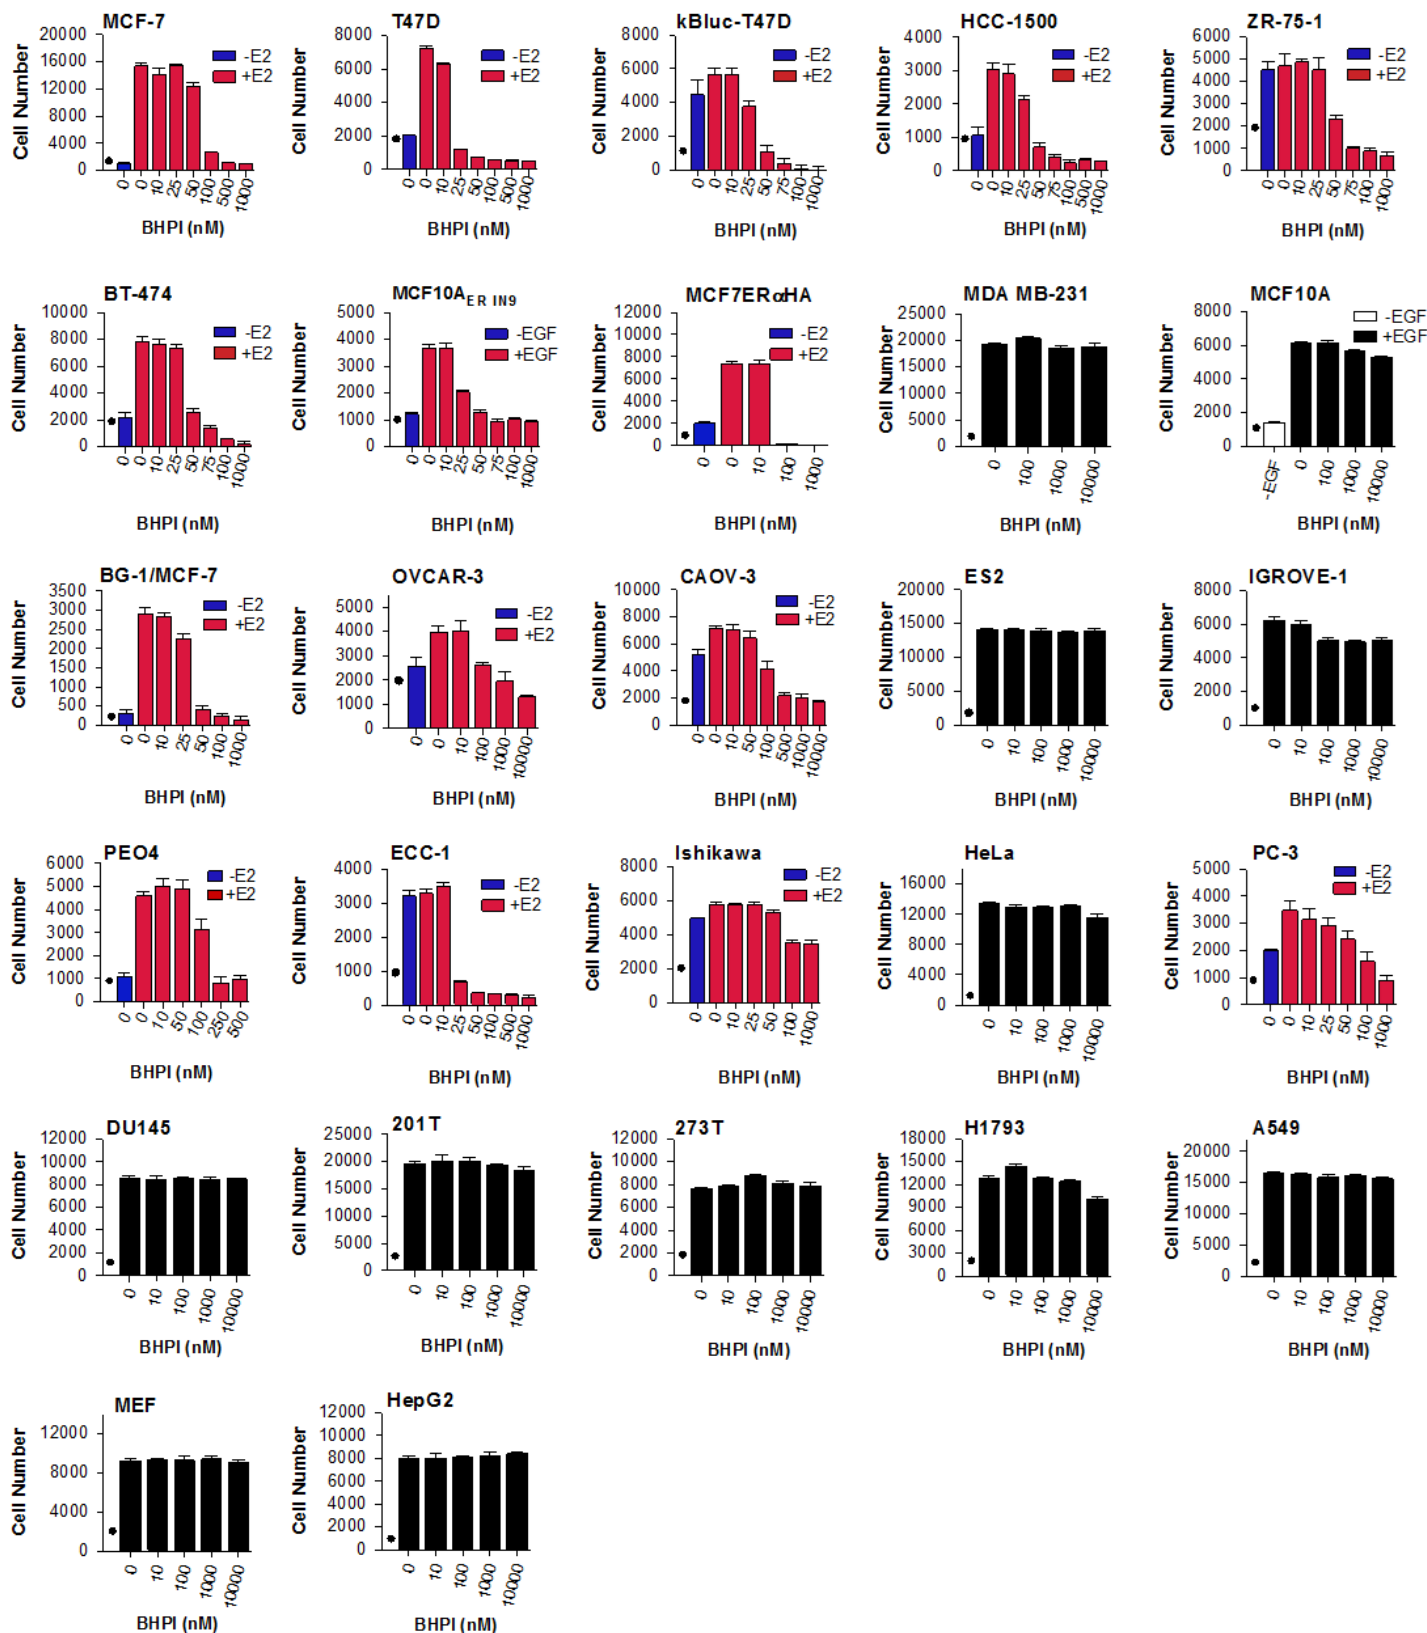 MCF-7
Cell Number
20000
16000
12000
8000
4000
0
-E2
+E2
0 0 10 25 50 100 500 1000
BHPI (nM)
T47D
Cell Number
8000
6000
4000
2000
0
-E2
+E2
0 0 10 25 50 100 500 1000
BHPI (nM)
kBluc-T47D
Cell Number
8000
6000
4000
2000
0
-E2
+E2
0 0 10 25 50 75 100 1000
BHPI (nM)
HCC-1500
Cell Number
4000
3000
2000
1000
0
-E2
+E2
0 0 10 25 50 75 100 500 1000
BHPI (nM)
ZR-75-1
Cell Number
6000
5000
4000
3000
2000
1000
0
-E2
+E2
0 0 10 25 50 75 100 1000
BHPI (nM)
BT-474
Cell Number
10000
8000
6000
4000
2000
0
-E2
+E2
0 0 10 25 50 75 100 1000
BHPI (nM)
MCF10A ER IN9
Cell Number
5000
4000
3000
2000
1000
0
-EGF
+EGF
0 0 10 25 50 75 100 1000
BHPI (nM)
MCF7ERαHA
Cell Number
12000
10000
8000
6000
4000
2000
0
-E2
+E2
0 0 10 100 1000
BHPI (nM)
MDA MB-231
Cell Number
25000
20000
15000
10000
5000
0
0 100 1000 10000
BHPI (nM)
MCF10A
Cell Number
8000
6000
4000
2000
0
-EGF
+EGF
-EGF 0 100 1000 10000
BHPI (nM)
BG-1/MCF-7
Cell Number
3500
3000
2500
2000
1500
1000
500
0
-E2
+E2
0 0 10 25 50 100 1000
BHPI (nM)
OVCAR-3
Cell Number
5000
4000
3000
2000
1000
0
-E2
+E2
0 0 10 100 1000 10000
BHPI (nM)
CAOV-3
Cell Number
10000
8000
6000
4000
2000
0
-E2
+E2
0 0 10 50 100 500 1000 10000
BHPI (nM)
ES2
Cell Number
20000
15000
10000
5000
0
0 10 100 1000 10000
BHPI (nM)
IGROVE-1
Cell Number
8000
6000
4000
2000
0
0 10 100 1000 10000
BHPI (nM)
PEO4
Cell Number
6000
5000
4000
3000
2000
1000
0
-E2
+E2
0 0 10 50 100 250 500
BHPI (nM)
ECC-1
Cell Number
4000
3000
2000
1000
0
-E2
+E2
0 0 10 25 50 100 500 1000
BHPI (nM)
Ishikawa
Cell Number
8000
6000
4000
2000
0
-E2
+E2
0 0 10 25 50 100 1000
BHPI (nM)
HeLa
Cell Number
18000
15000
12000
9000
6000
3000
0
0 10 100 1000 10000
BHPI (nM)
PC-3
Cell Number
5000
4000
3000
2000
1000
0
-E2
+E2
0 0 10 25 50 100 1000
BHPI (nM)
DU145
Cell Number
12000
10000
8000
6000
4000
2000
0
0 10 100 1000 10000
BHPI (nM)
201T
Cell Number
25000
20000
15000
10000
5000
0
0 10 100 1000 10000
BHPI (nM)
273T
Cell Number
12000
10000
8000
6000
4000
2000
0
0 10 100 1000 10000
BHPI (nM)
H1793
Cell Number
18000
15000
12000
9000
6000
3000
0
0 10 100 1000 10000
BHPI (nM)
A549
Cell Number
20000
15000
10000
5000
0
0 10 100 1000 10000
BHPI (nM)
MEF
Cell Number
12000
8000
4000
0
0 10 100 1000 10000
BHPI (nM)
HepG2
Cell Number
12000
10000
8000
6000
4000
2000
0
0 10 100 1000 10000
BHPI (nM)